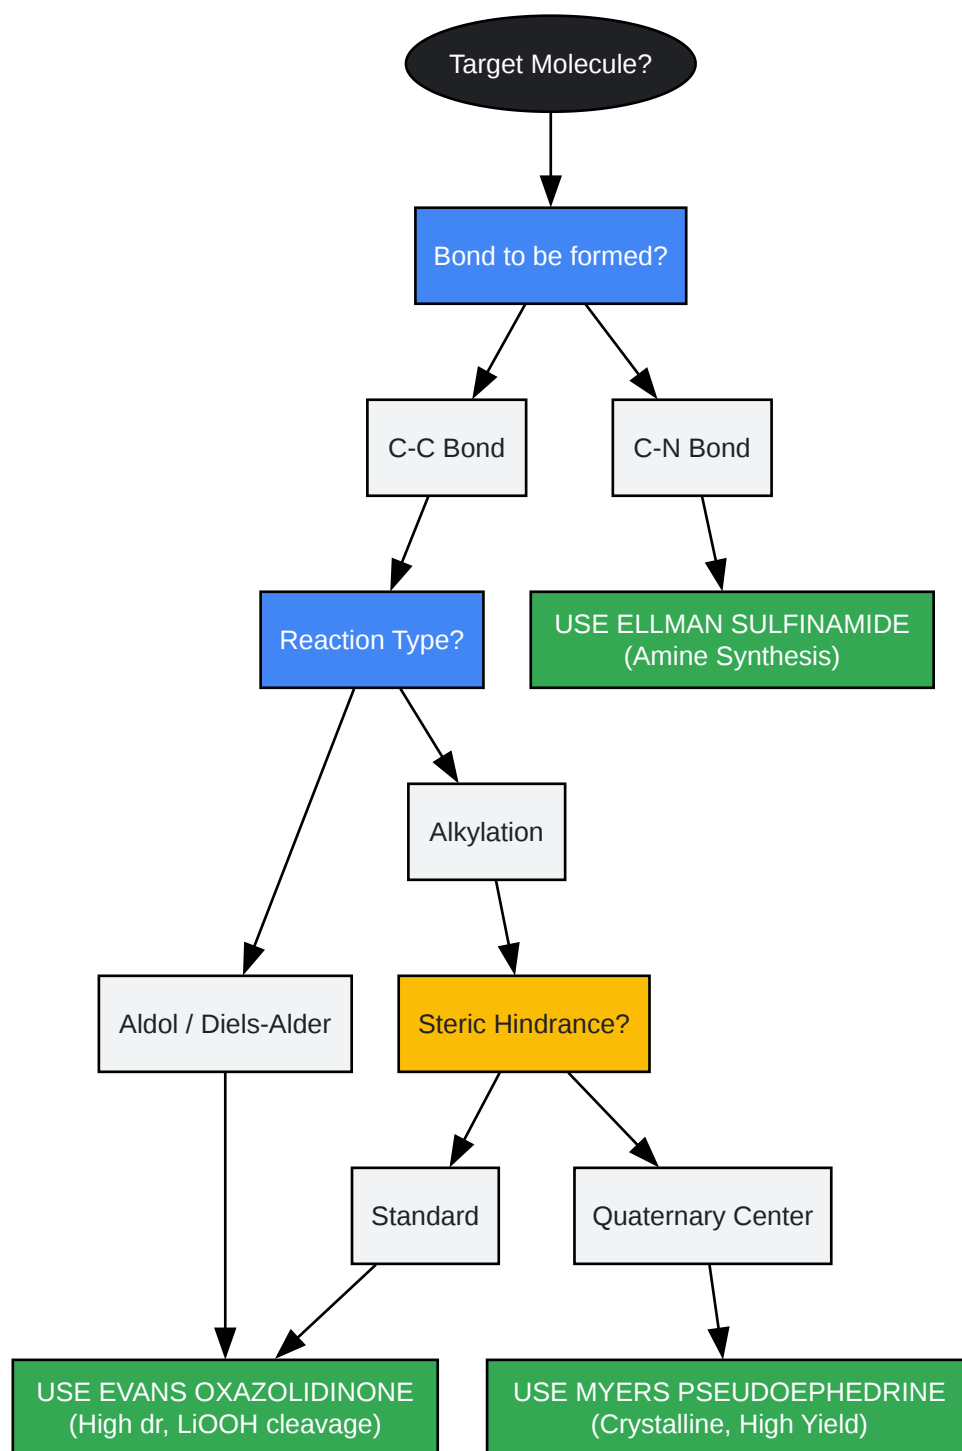 Target Molecule?
Bond to be formed?
C-C Bond
C-N Bond
Reaction Type?
USE ELLMAN SULFINAMIDE
(Amine Synthesis)
Alkylation
Aldol / Diels-Alder
Steric Hindrance?
Standard
Quaternary Center
USE EVANS OXAZOLIDINONE
(High dr, LiOOH cleavage)
USE MYERS PSEUDOEPHEDRINE
(Crystalline, High Yield)